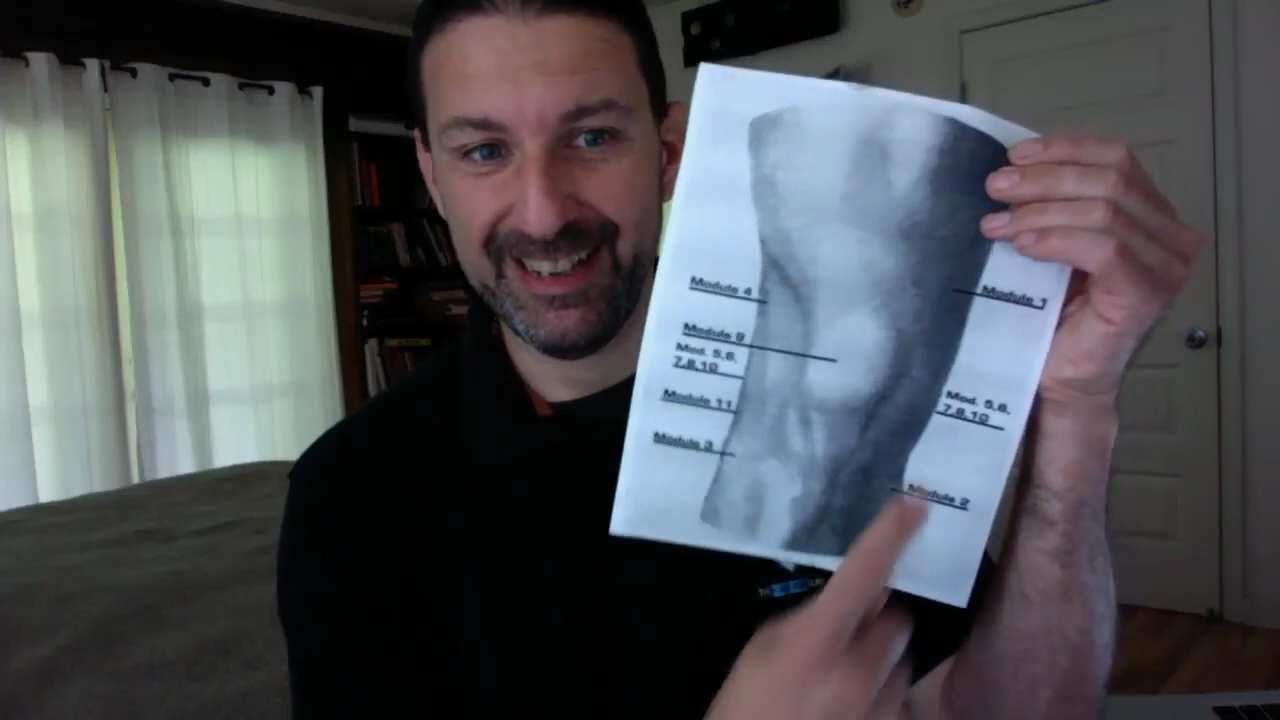 Module 4
Module 9
Mod. 5,6,
7,8,10
Module 11
Module 3
Module 1
Mod. 5,6,
7,8,10
Module 2